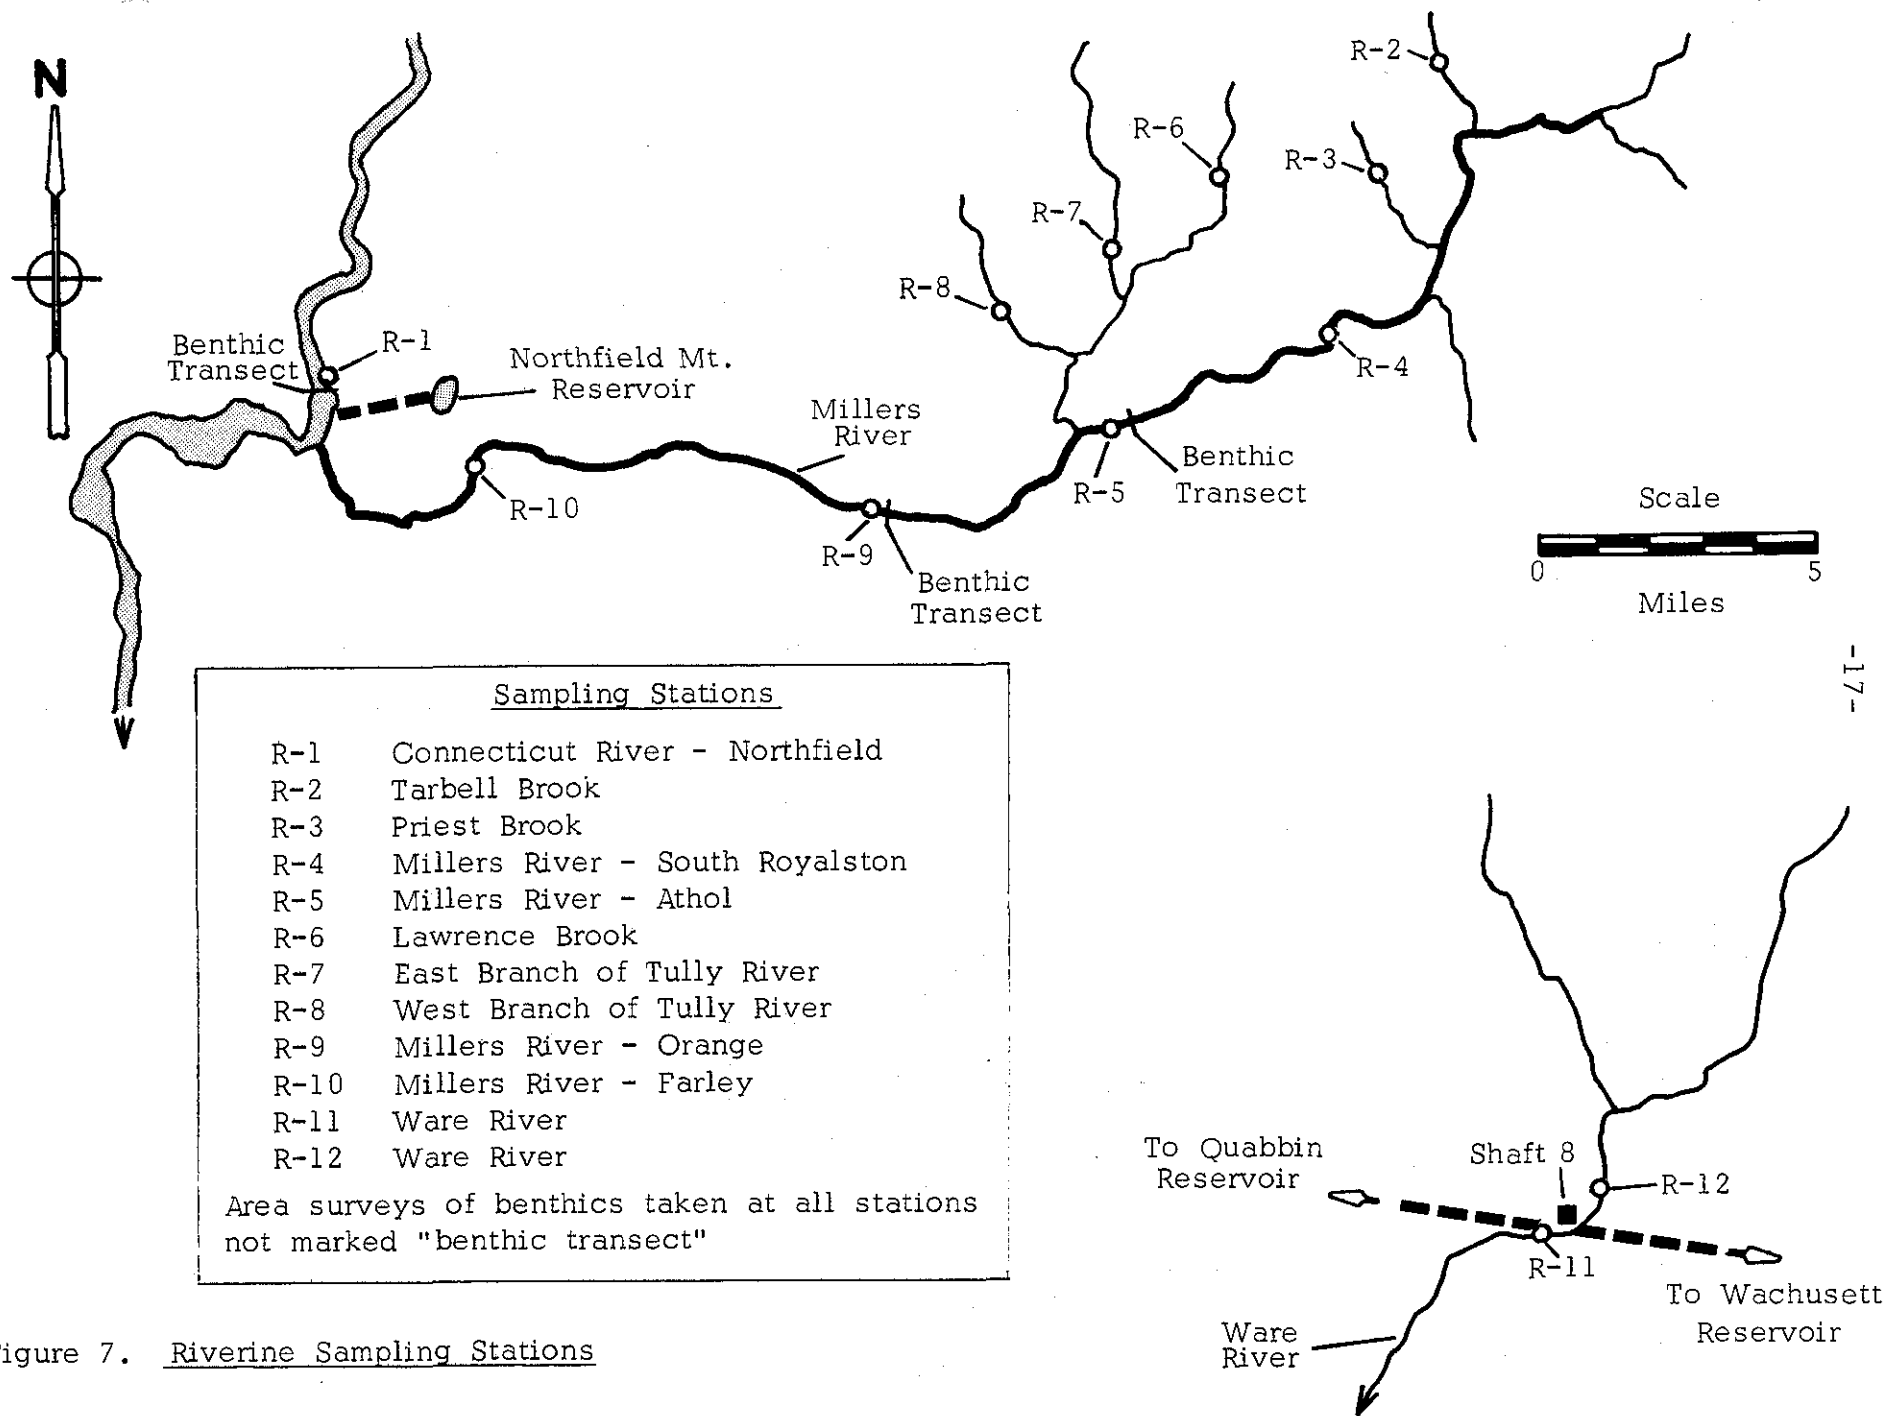 N
R-2
R-6
R-3
R-7
R-8
Benthic
Transect
R-1
Northfield Mt.
Reservoir
R-4
Millers
River
Benthic
Transect
R-5
R-10
R-9
Benthic
Transect
Scale
0 5
Miles
-17-
Sampling Stations
R-1 Connecticut River - Northfield
R-2 Tarbell Brook
R-3 Priest Brook
R-4 Millers River - South Royalston
R-5 Millers River - Athol
R-6 Lawrence Brook
R-7 East Branch of Tully River
R-8 West Branch of Tully River
R-9 Millers River - Orange
R-10 Millers River - Farley
R-11 Ware River
R-12 Ware River
Area surveys of benthics taken at all stations
not marked "benthic transect"
To Quabbin
Reservoir
Shaft 8
R-12
R-11
To Wachusett
Reservoir
Ware
River
igure 7. Riverine Sampling Stations